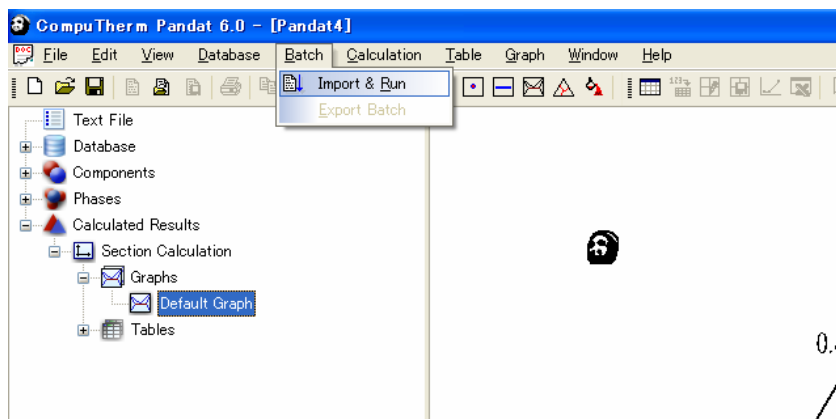 CompuTherm Pandat 6.0 - [Pandat4]
File Edit View Database Batch Calculation Table Graph Window Help
Import & Run
Export Batch
Text File
Database
Components
Phases
Calculated Results
Section Calculation
Graphs
Default Graph
Tables